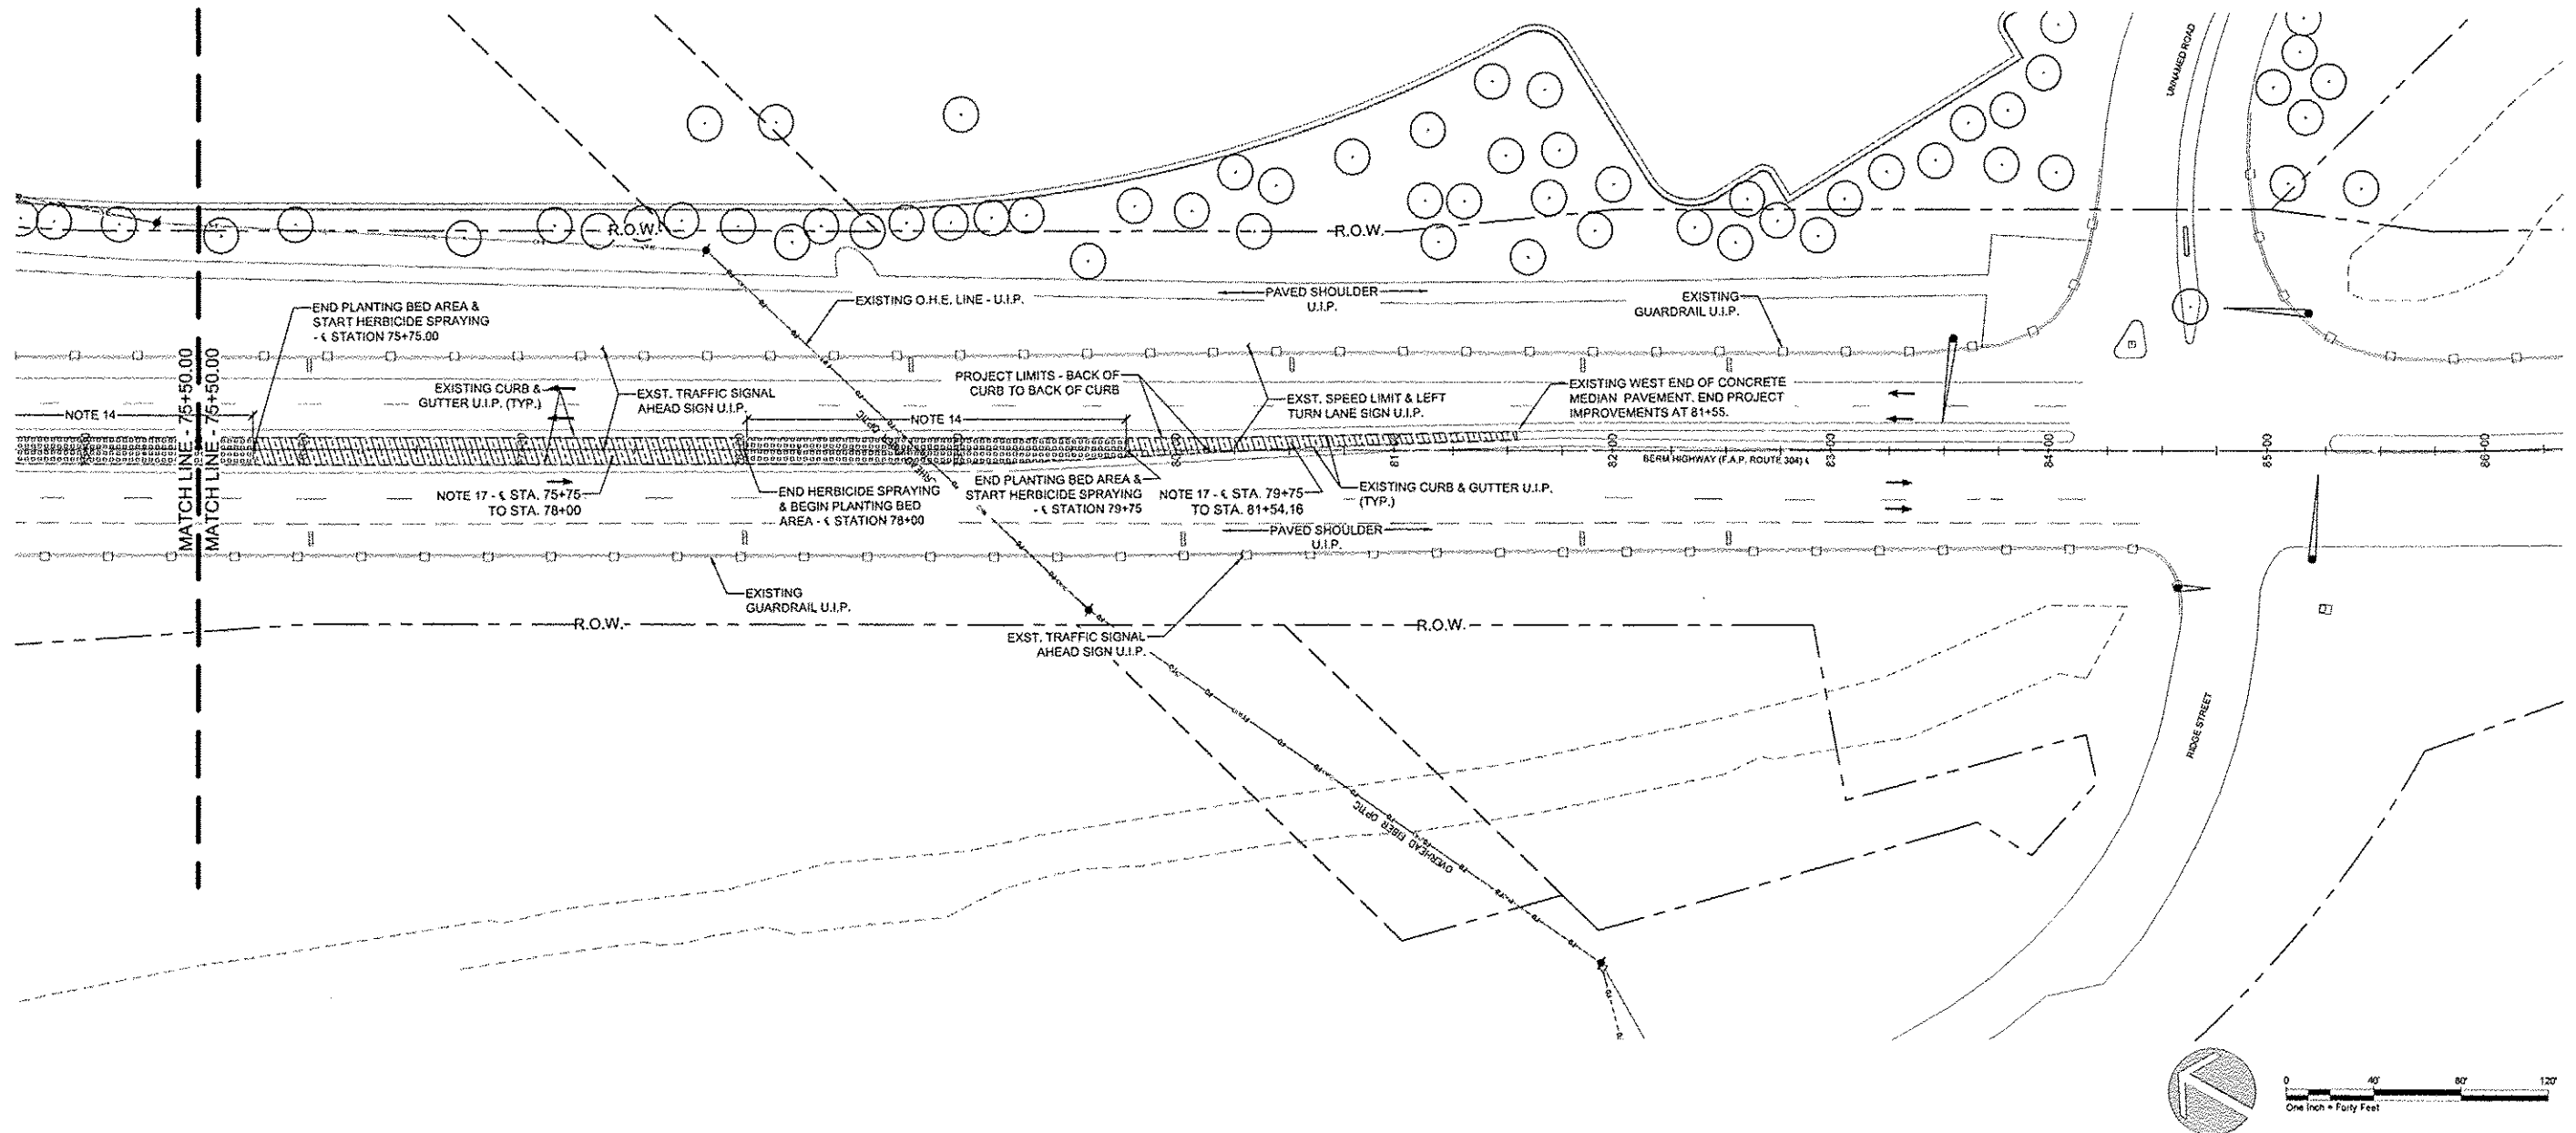 UNNAMED ROAD
R.O.W.
R.O.W.
END PLANTING BED AREA &
START HERBICIDE SPRAYING
- ℄ STATION 75+75.00
EXISTING O.H.E. LINE - U.I.P.
PAVED SHOULDER
U.I.P.
EXISTING
GUARDRAIL U.I.P.
MATCH LINE - 75+50.00
MATCH LINE - 75+50.00
NOTE 14
EXISTING CURB &
GUTTER U.I.P. (TYP.)
EXST. TRAFFIC SIGNAL
AHEAD SIGN U.I.P.
NOTE 14
PROJECT LIMITS - BACK OF
CURB TO BACK OF CURB
EXST. SPEED LIMIT & LEFT
TURN LANE SIGN U.I.P.
EXISTING WEST END OF CONCRETE
MEDIAN PAVEMENT. END PROJECT
IMPROVEMENTS AT 81+55.
82+00
83+00
84+00
85+00
86+00
BERM HIGHWAY (F.A.P. ROUTE 304) ℄
NOTE 17 - ℄ STA. 75+75
TO STA. 78+00
END HERBICIDE SPRAYING
& BEGIN PLANTING BED
AREA - ℄ STATION 78+00
END PLANTING BED AREA &
START HERBICIDE SPRAYING
- ℄ STATION 79+75
NOTE 17 - ℄ STA. 79+75
TO STA. 81+54.16
EXISTING CURB & GUTTER U.I.P.
(TYP.)
PAVED SHOULDER
U.I.P.
EXISTING
GUARDRAIL U.I.P.
R.O.W.
EXST. TRAFFIC SIGNAL
AHEAD SIGN U.I.P.
R.O.W.
RIDGE STREET
OVERHEAD FIBER OPTIC
0 40' 80' 120'
One Inch = Forty Feet